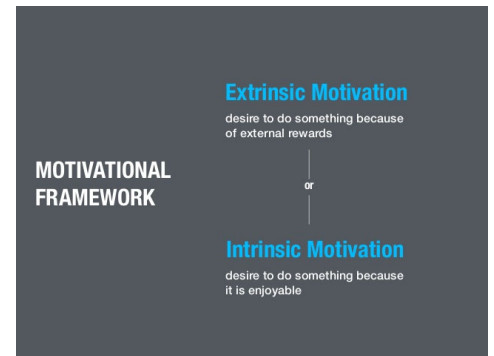 Extrinsic Motivation
desire to do something because
of external rewards
MOTIVATIONAL
FRAMEWORK
or
Intrinsic Motivation
desire to do something because
it is enjoyable